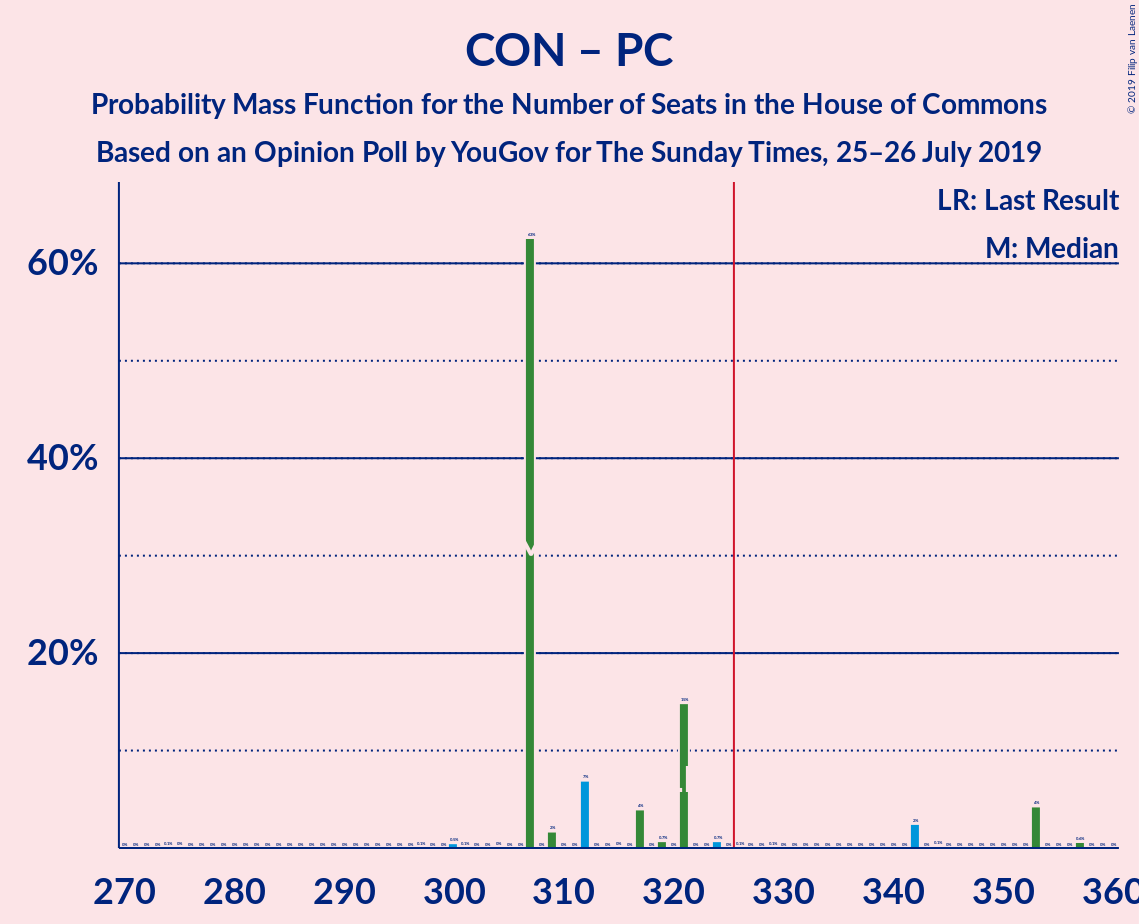 CON – PC
Probability Mass Function for the Number of Seats in the House of Commons
Based on an Opinion Poll by YouGov for The Sunday Times, 25–26 July 2019
© 2019 Filip van Laenen
LR: Last Result
M: Median
60%
40%
20%
270 280 290 300 310 320 330 340 350 360